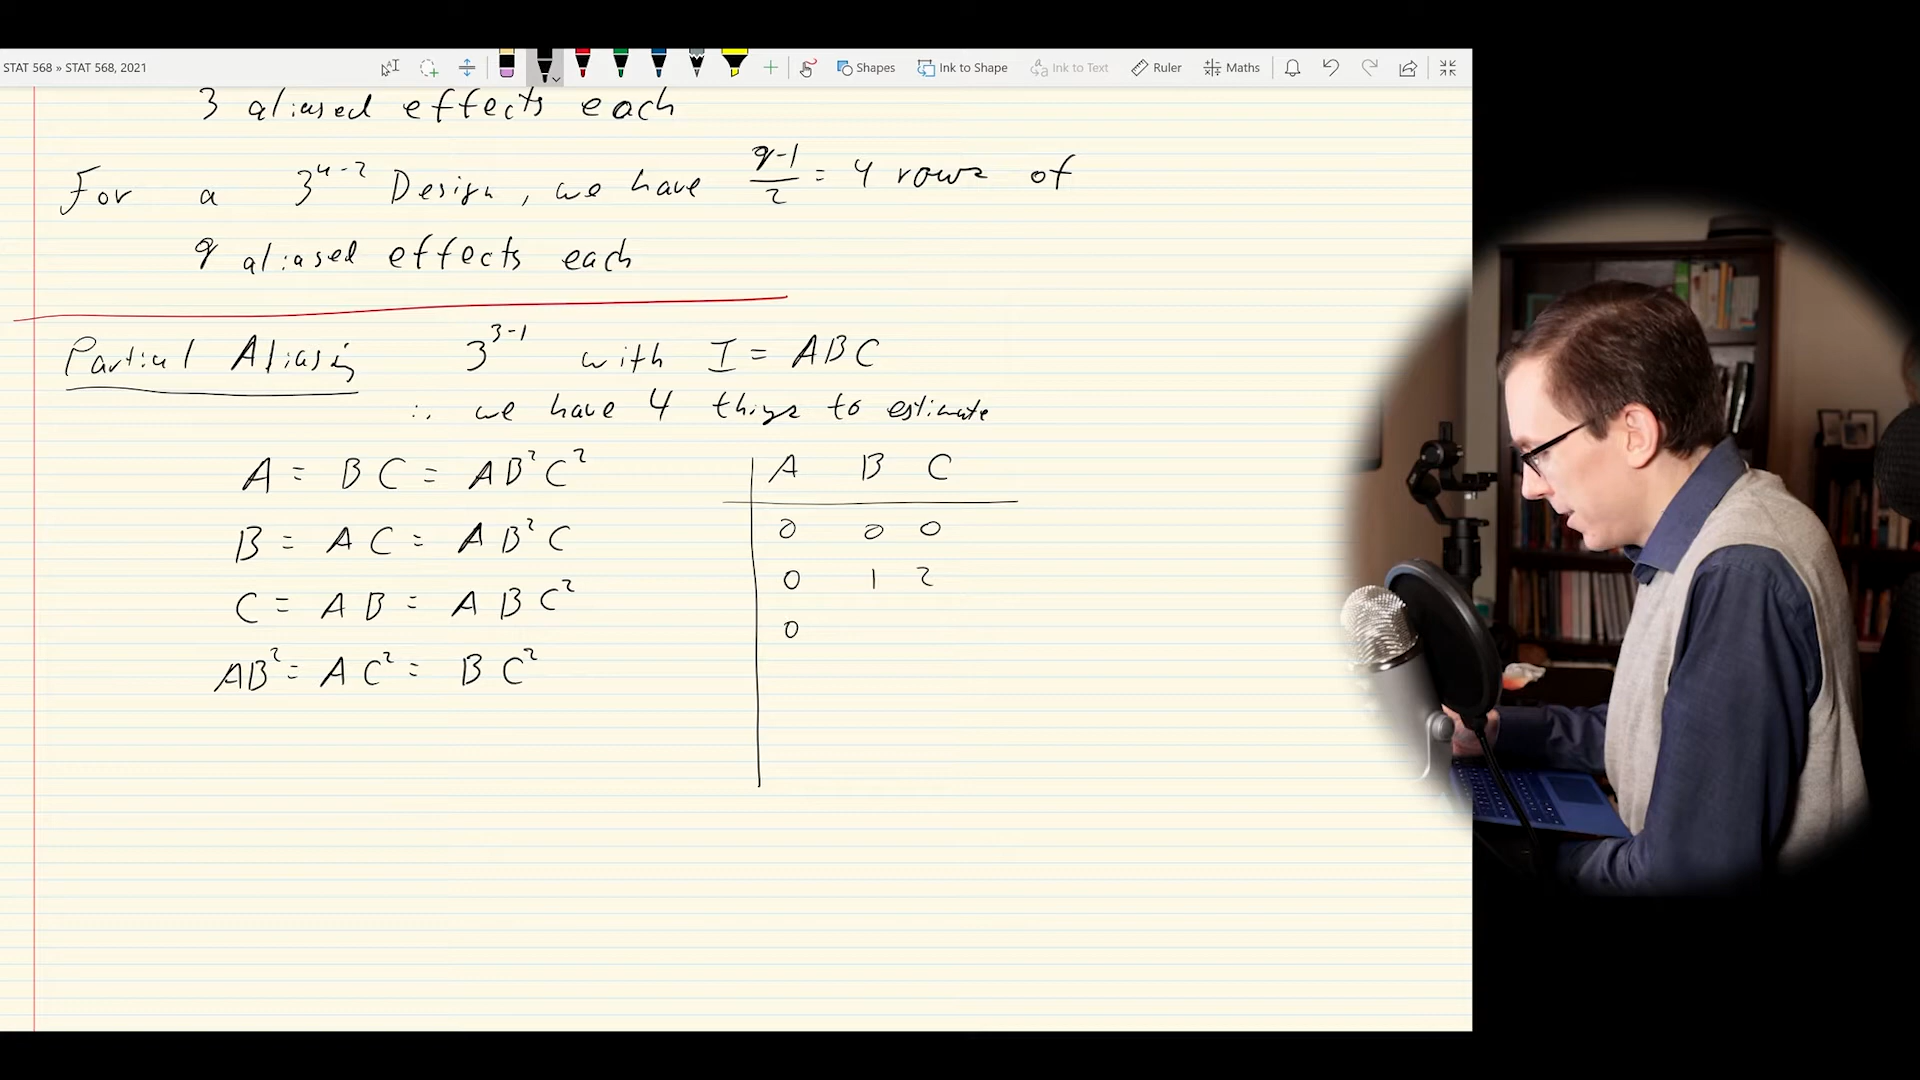 STAT 568 » STAT 568, 2021 Shapes Ink to Shape Ink to Text Ruler Maths
3 aliased effects each
For a 3^{4-2} Design, we have \frac{9-1}{2} = 4 rows of
9 aliased effects each
Partial Aliasing 3^{3-1} with I = ABC
∴ we have 4 things to estimate
A = BC = AB²C²
B = AC = AB²C
C = AB = ABC²
AB² = AC² = BC²
A B C
0 0 0
0 1 2
0